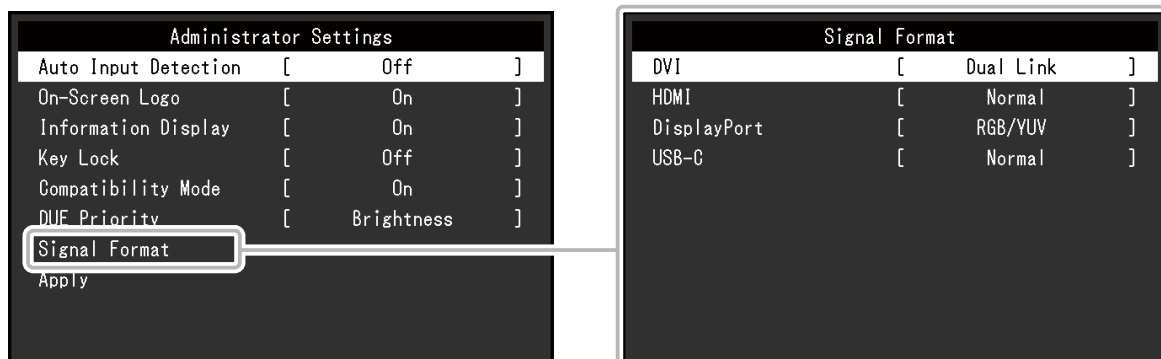 Administrator Settings
Auto Input Detection [ Off ]
On-Screen Logo [ On ]
Information Display [ On ]
Key Lock [ Off ]
Compatibility Mode [ On ]
DUE Priority [ Brightness ]
Signal Format
Apply
Signal Format
DVI [ Dual Link ]
HDMI [ Normal ]
DisplayPort [ RGB/YUV ]
USB-C [ Normal ]